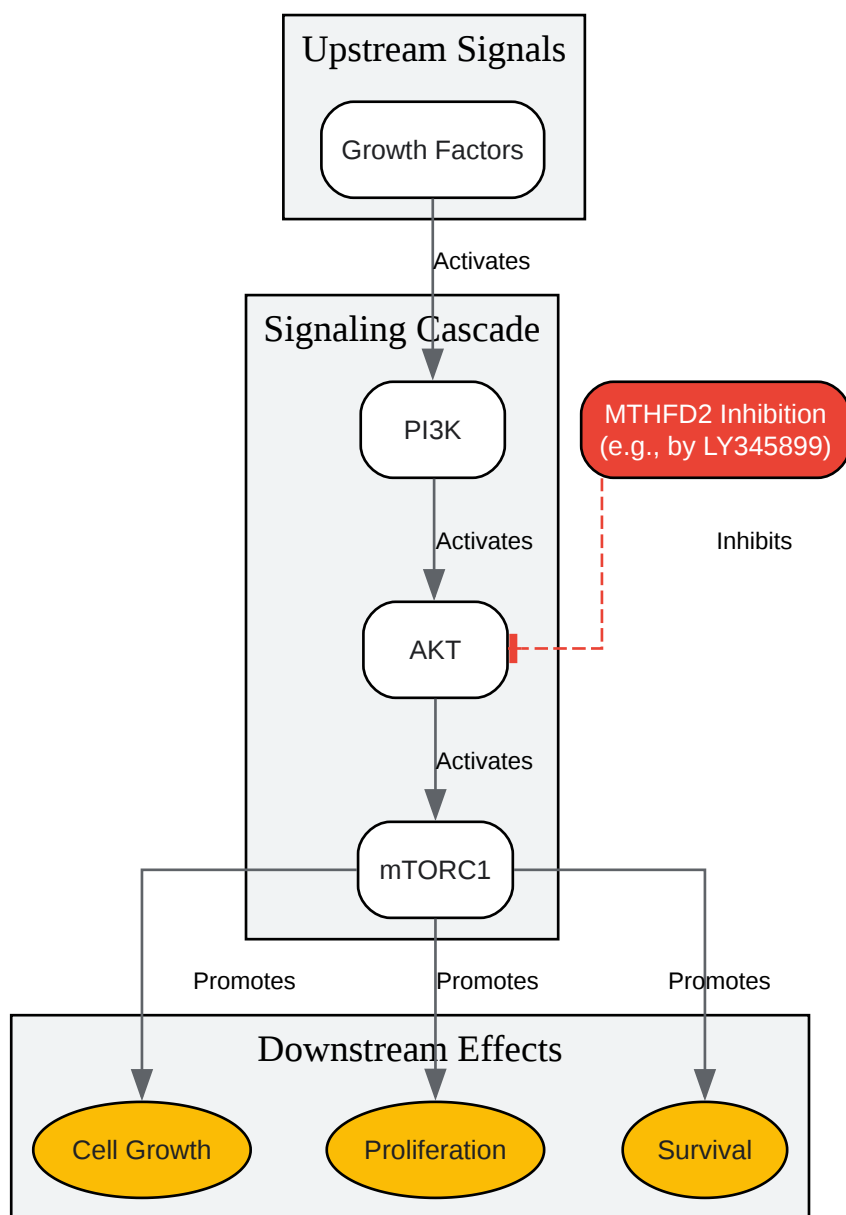 Upstream Signals
Growth Factors
Activates
Signaling Cascade
PI3K
MTHFD2 Inhibition
(e.g., by LY345899)
Activates
Inhibits
AKT
Activates
mTORC1
Promotes
Promotes
Promotes
Downstream Effects
Cell Growth
Proliferation
Survival